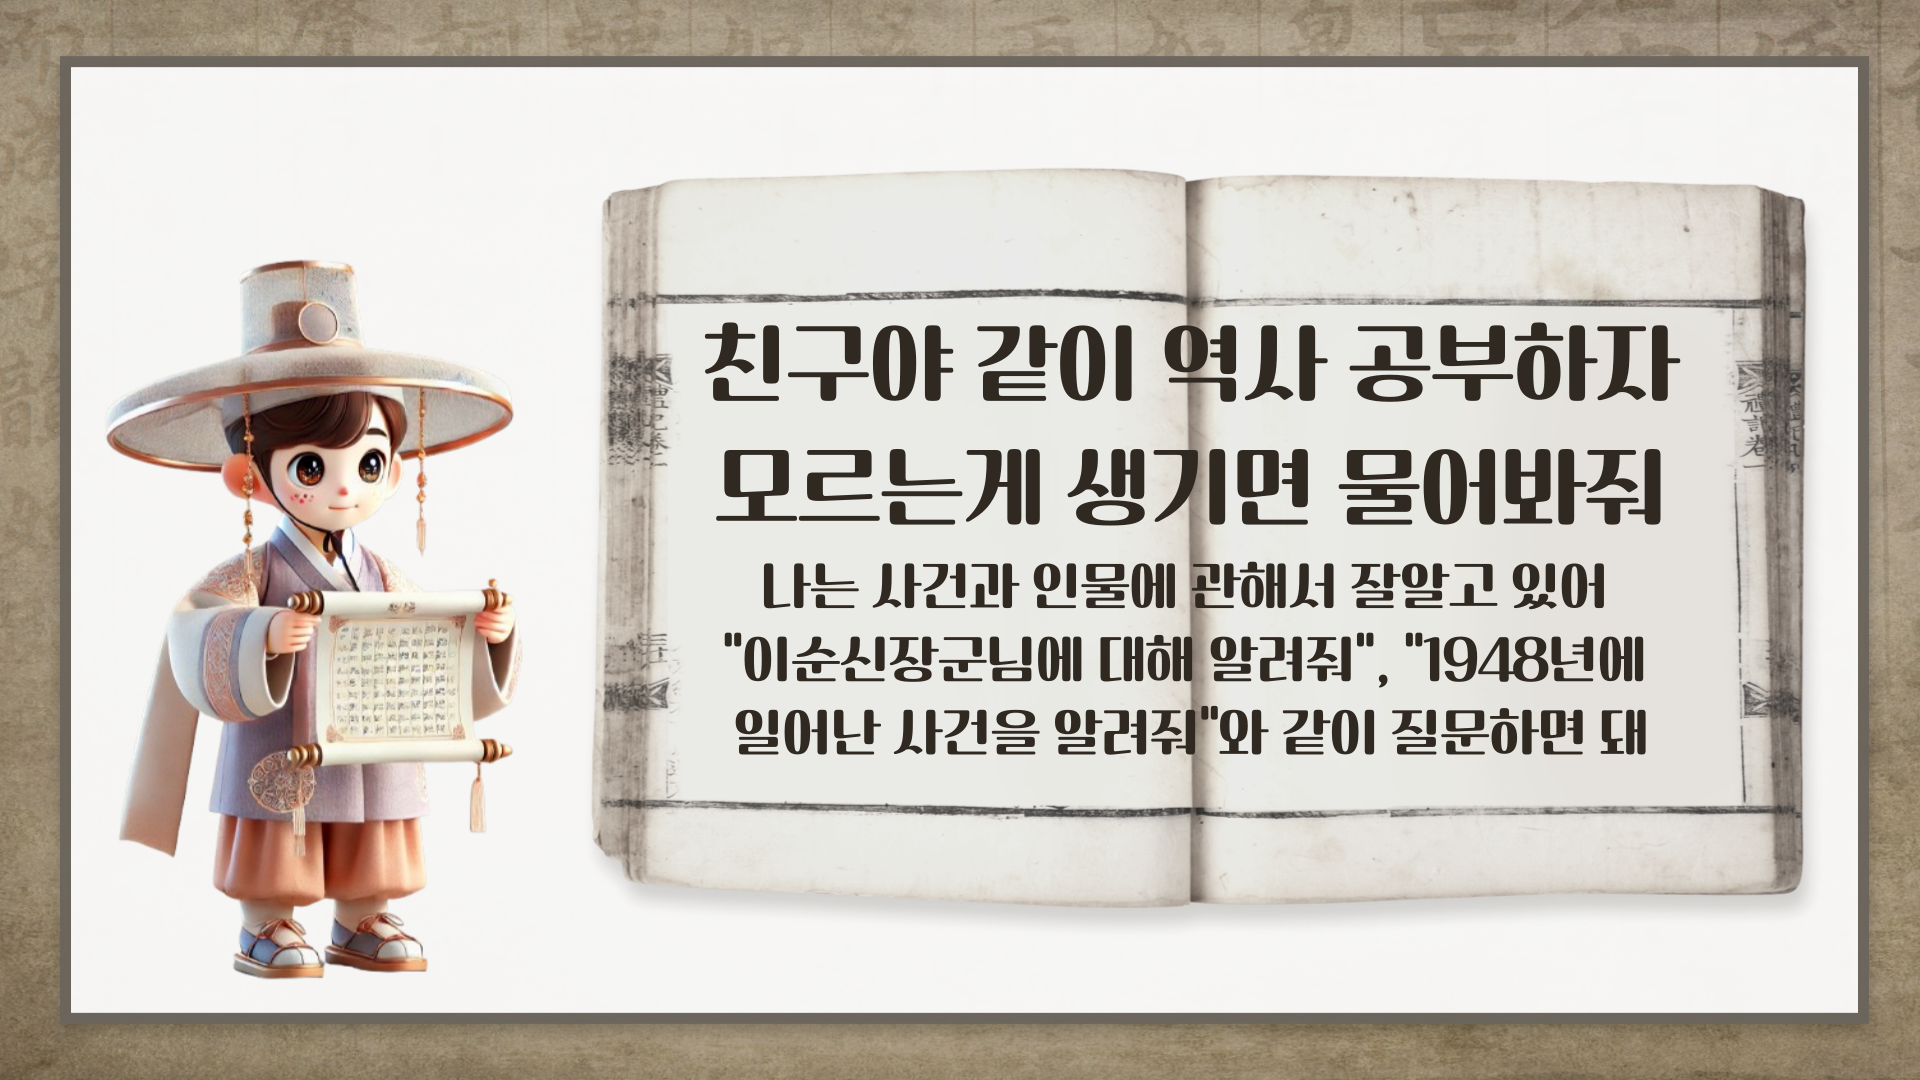 친구야 같이 역사 공부하자
모르는게 생기면 물어봐줘
나는 사건과 인물에 관해서 잘알고 있어
"이순신장군님에 대해 알려줘", "1948년에
일어난 사건을 알려줘"와 같이 질문하면 돼